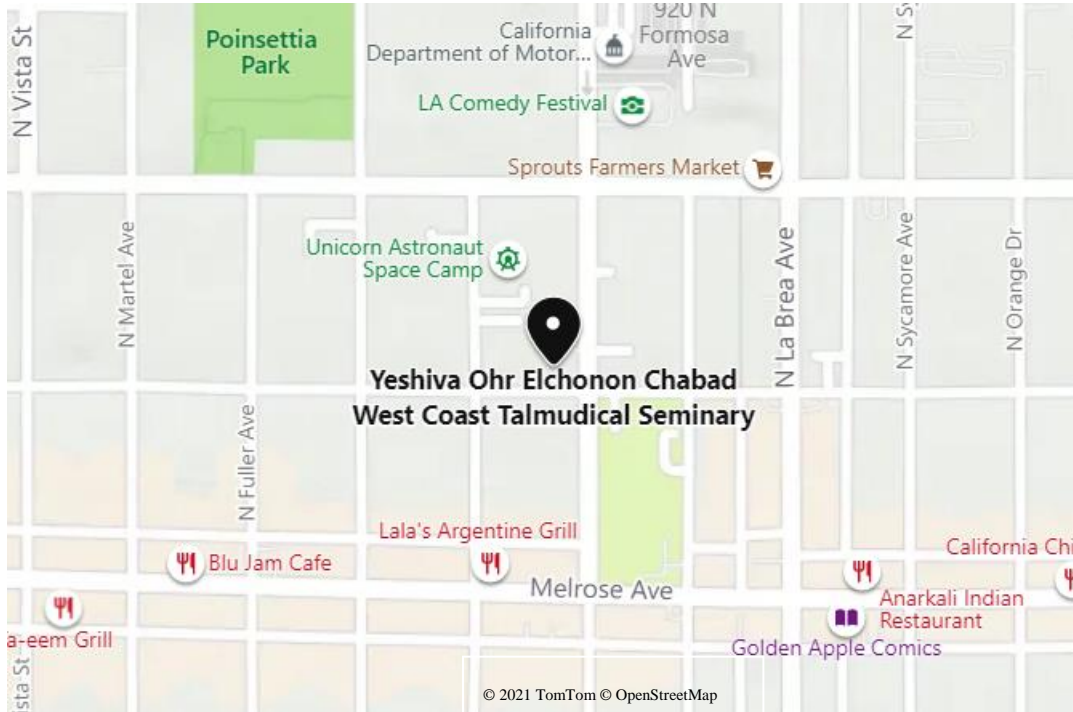 N Vista St
Poinsettia
Park
California
Department of Motor...
920 N
Formosa
Ave
LA Comedy Festival
Sprouts Farmers Market
N Martel Ave
Unicorn Astronaut
Space Camp
N La Brea Ave
N Sycamore Ave
N Orange Dr
Yeshiva Ohr Elchonon Chabad
West Coast Talmudical Seminary
N Fuller Ave
Lala's Argentine Grill
Blu Jam Cafe
California Chi
Melrose Ave
Anarkali Indian
Restaurant
a-eem Grill
Golden Apple Comics
ista St
© 2021 TomTom © OpenStreetMap